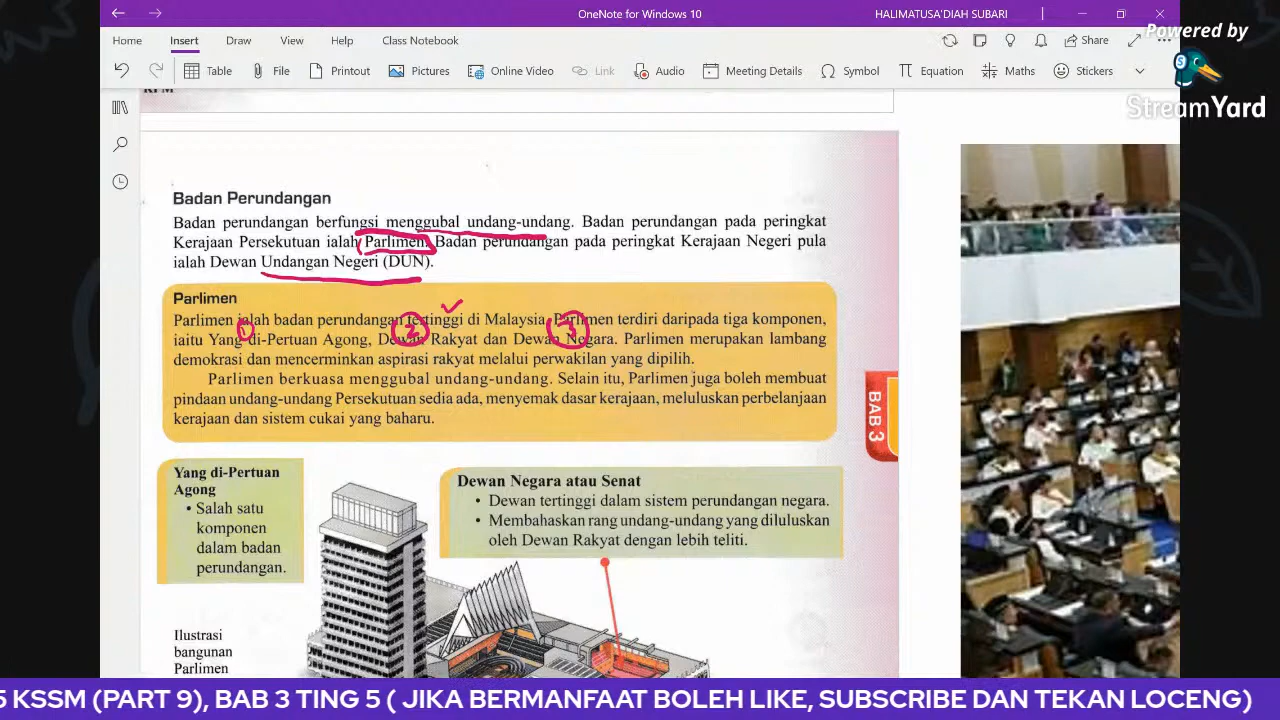 OneNote for Windows 10
HALIMATUSA'DIAH SUBARI
Powered by
StreamYard
Home Insert Draw View Help Class Notebook
Share
Table File Printout Pictures Online Video Link Audio Meeting Details Symbol Equation Maths Stickers
Badan Perundangan
Badan perundangan berfungsi menggubal undang-undang. Badan perundangan pada peringkat
Kerajaan Persekutuan ialah Parlimen. Badan perundangan pada peringkat Kerajaan Negeri pula
ialah Dewan Undangan Negeri (DUN).
Parlimen
Parlimen ialah badan perundangan tertinggi di Malaysia. Parlimen terdiri daripada tiga komponen,
1 2 3
iaitu Yang di-Pertuan Agong, Dewan Rakyat dan Dewan Negara. Parlimen merupakan lambang
demokrasi dan mencerminkan aspirasi rakyat melalui perwakilan yang dipilih.
Parlimen berkuasa menggubal undang-undang. Selain itu, Parlimen juga boleh membuat
pindaan undang-undang Persekutuan sedia ada, menyemak dasar kerajaan, meluluskan perbelanjaan
kerajaan dan sistem cukai yang baharu.
BAB 3
Yang di-Pertuan
Agong
• Salah satu
komponen
dalam badan
perundangan.
Dewan Negara atau Senat
• Dewan tertinggi dalam sistem perundangan negara.
• Membahaskan rang undang-undang yang diluluskan
oleh Dewan Rakyat dengan lebih teliti.
Ilustrasi
bangunan
Parlimen
5 KSSM (PART 9), BAB 3 TING 5 ( JIKA BERMANFAAT BOLEH LIKE, SUBSCRIBE DAN TEKAN LOCENG)